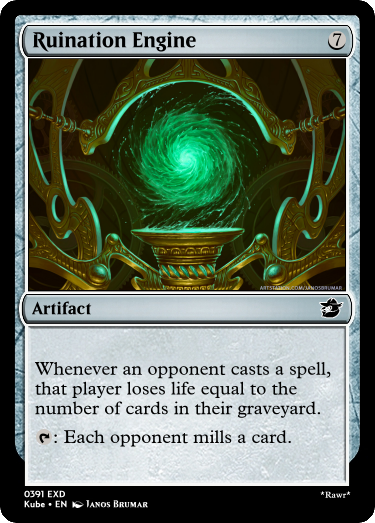 Ruination Engine 7
ARTSTATION.COM/JANOSBRUMAR
Artifact
Whenever an opponent casts a spell,
that player loses life equal to the
number of cards in their graveyard.
: Each opponent mills a card.
0391 EXD
Kube • EN Janos Brumar
*Rawr*